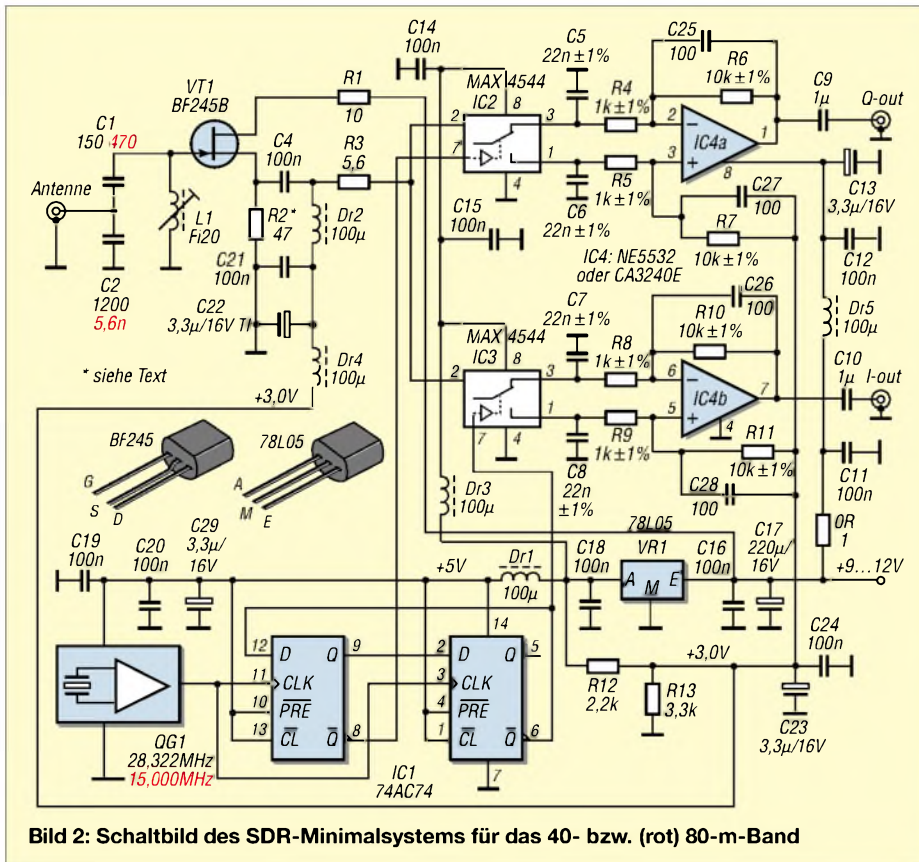 C14
100n
C5
22n±1%
C25
100
R6
10k±1%
C9
1µ
Q-out
VT1
BF245B
R1
10
MAX 4544
IC2
8
R4
1k±1%
2
3
7
1
4
2
–
3
+
IC4a
1
8
C1
150 470
C4
100n
R3
5,6
Antenne
L1
Fi20
R2*
47
Dr2
100µ
C15
100n
C6
22n±1%
R5
1k±1%
C27
100
R7
10k±1%
C13
3,3µ/16V
C12
100n
C2
1200
5,6n
C21
100n
C22
3,3µ/16V Tl
IC4: NE5532
oder CA3240E
C7
22n±1%
C26
100
R10
10k±1%
Dr5
100µ
* siehe Text
Dr4
100µ
+3,0V
MAX 4544
IC3
8
R8
1k±1%
2
3
7
1
4
6
–
5
+
IC4b
7
4
C10
1µ
I-out
BF245
G
S
D
78L05
A
M
E
Dr3
100µ
C8
22n
±1%
R9
1k±1%
R11
10k±1%
C28
100
C11
100n
0R
1
C19
100n
C20
100n
C29
3,3µ/
16V
+5V
Dr1
100µ
C18
100n
78L05
VR1
A
M
E
C16
100n
C17
220µ/
16V
+9...12V
12
D
Q
9
11
CLK
10
PRE
13
CL
Q
8
14
2
D
Q
5
3
CLK
4
PRE
1
CL
Q
6
7
R12
2,2k
R13
3,3k
+3,0V
C24
100n
C23
3,3µ/16V
QG1
28,322MHz
15,000MHz
IC1
74AC74
Bild 2: Schaltbild des SDR-Minimalsystems für das 40- bzw. (rot) 80-m-Band